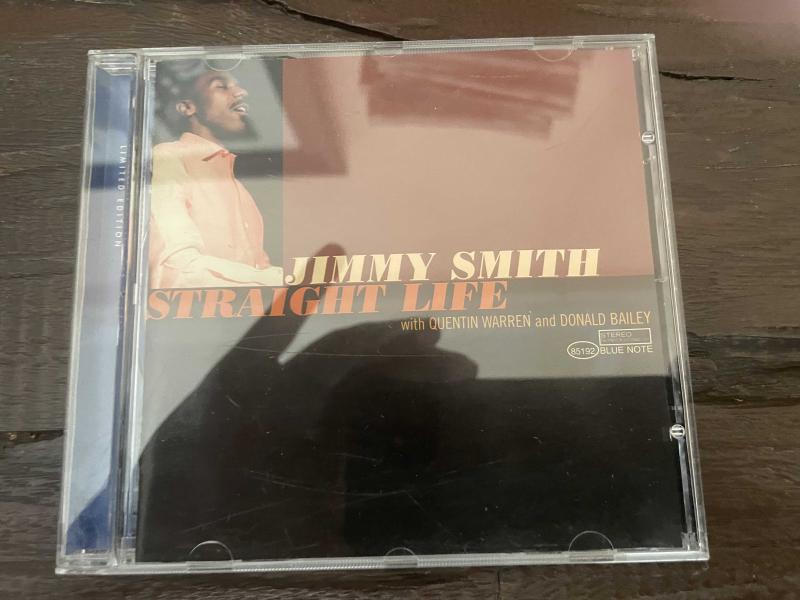 LIMITED EDITION
JIMMY SMITH
STRAIGHT LIFE
with QUENTIN WARREN and DONALD BAILEY
STEREO
85192 BLUE NOTE